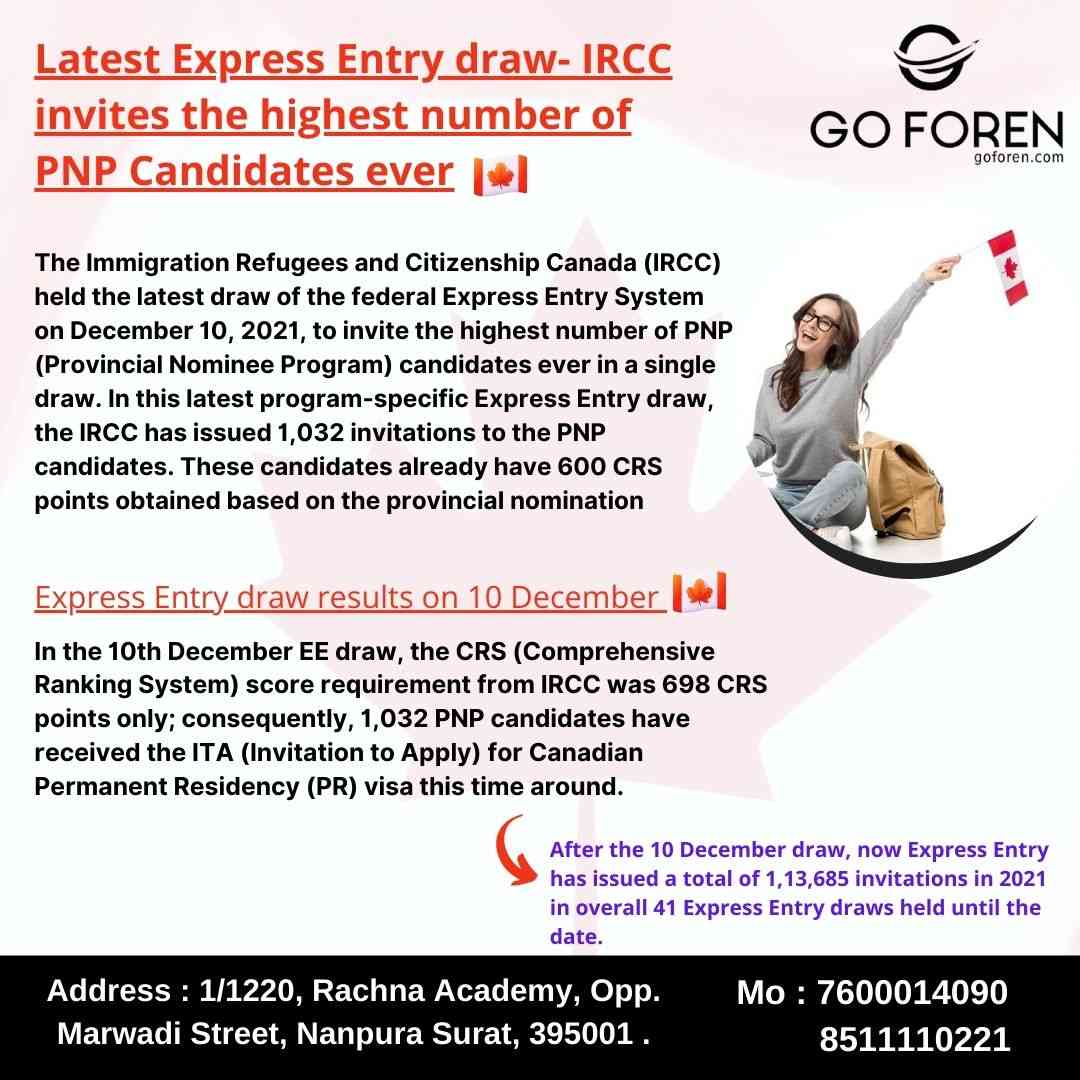 Latest Express Entry draw- IRCC
invites the highest number of
PNP Candidates ever
GO FOREN
goforen.com
The Immigration Refugees and Citizenship Canada (IRCC)
held the latest draw of the federal Express Entry System
on December 10, 2021, to invite the highest number of PNP
(Provincial Nominee Program) candidates ever in a single
draw. In this latest program-specific Express Entry draw,
the IRCC has issued 1,032 invitations to the PNP
candidates. These candidates already have 600 CRS
points obtained based on the provincial nomination
Express Entry draw results on 10 December
In the 10th December EE draw, the CRS (Comprehensive
Ranking System) score requirement from IRCC was 698 CRS
points only; consequently, 1,032 PNP candidates have
received the ITA (Invitation to Apply) for Canadian
Permanent Residency (PR) visa this time around.
After the 10 December draw, now Express Entry
has issued a total of 1,13,685 invitations in 2021
in overall 41 Express Entry draws held until the
date.
Address : 1/1220, Rachna Academy, Opp.
Marwadi Street, Nanpura Surat, 395001 .
Mo : 7600014090
8511110221